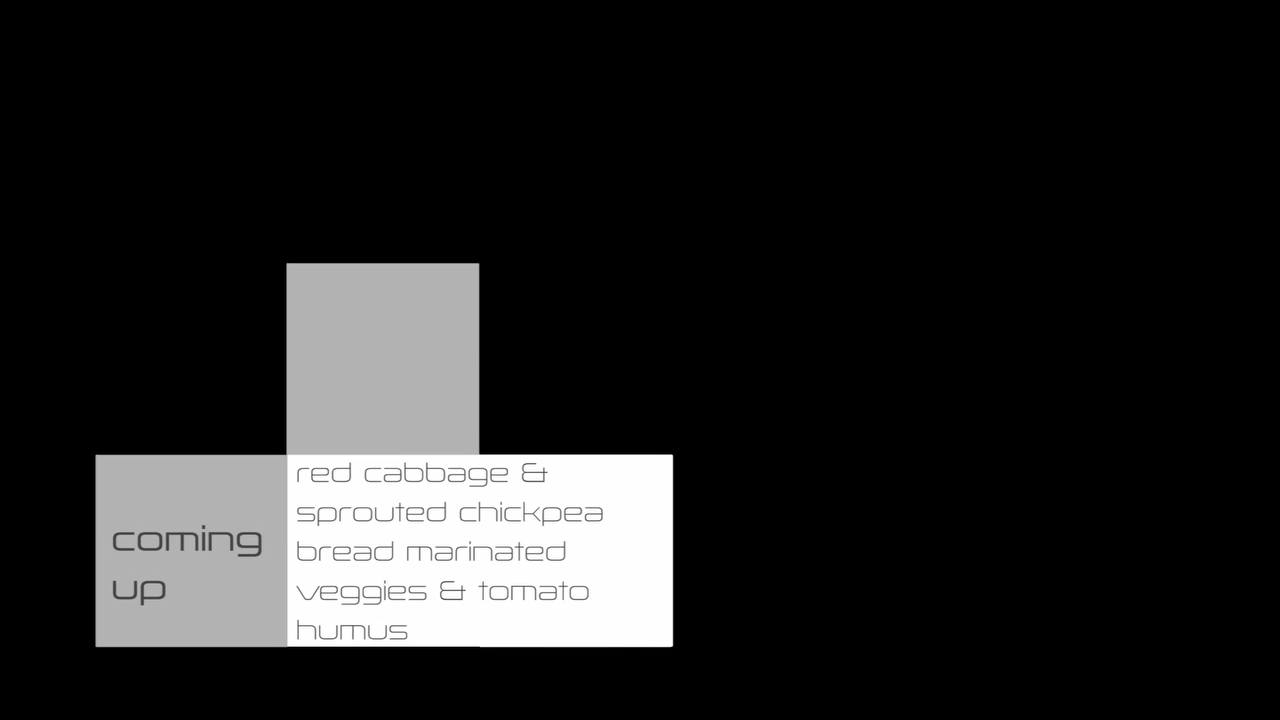 coming
up
red cabbage &
sprouted chickpea
bread marinated
veggies & tomato
humus